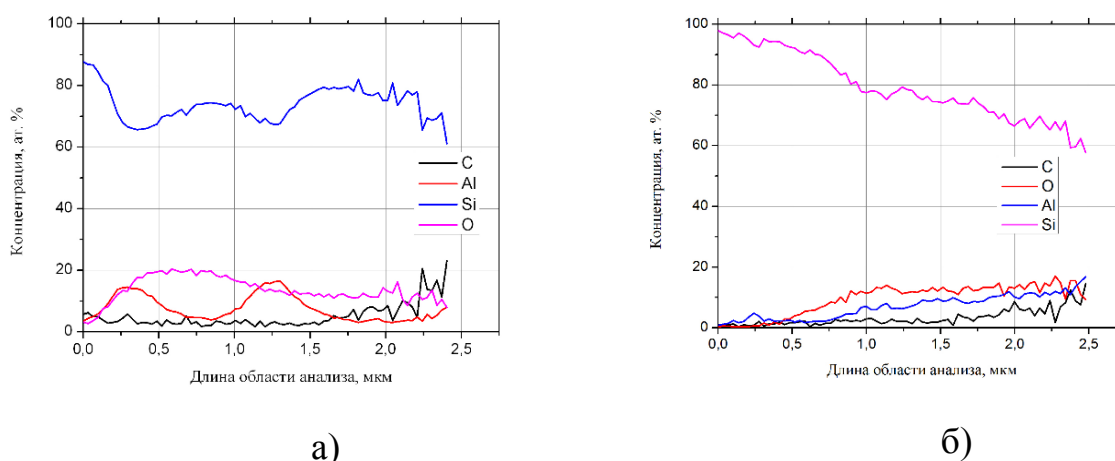 100
80
60
40
20
0
Концентрация, ат. %
C
Al
Si
O
0,0 0,5 1,0 1,5 2,0 2,5
Длина области анализа, мкм
а)
100
80
60
40
20
0
Концентрация, ат. %
C
O
Al
Si
0,0 0,5 1,0 1,5 2,0 2,5
Длина области анализа, мкм
б)